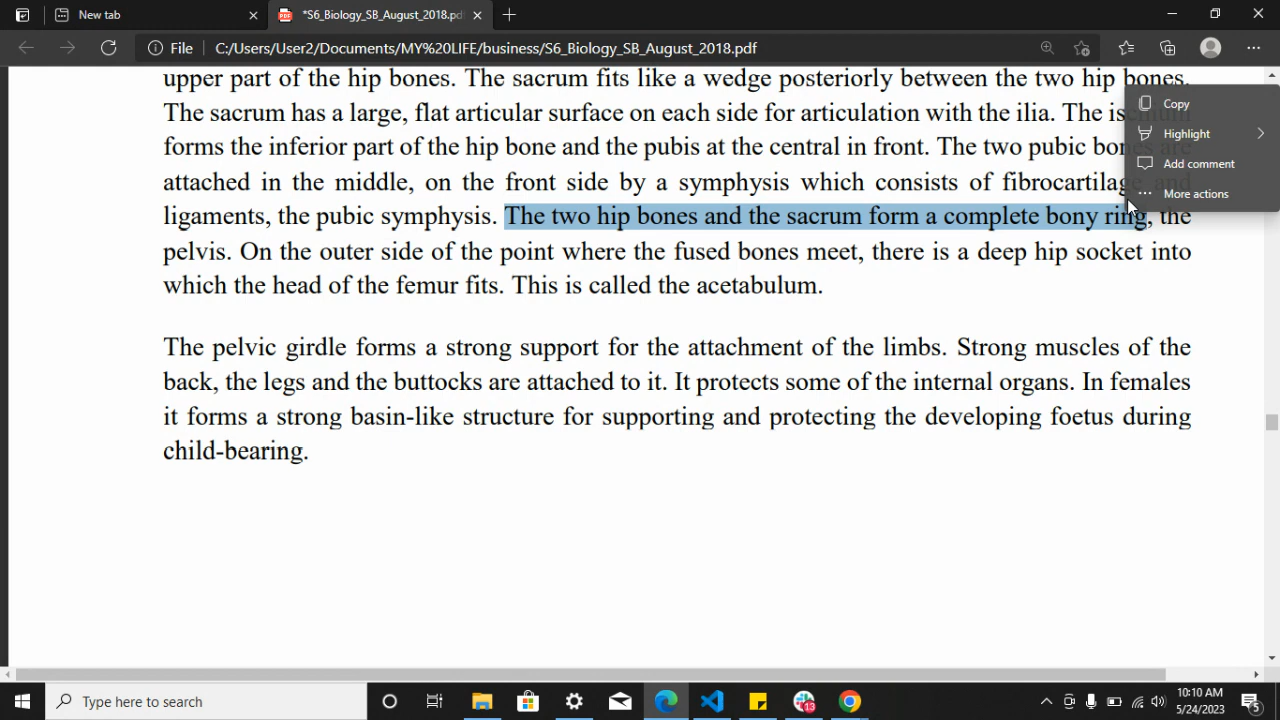 New tab
*S6_Biology_SB_August_2018.pdf
File
C:/Users/User2/Documents/MY%20LIFE/business/S6_Biology_SB_August_2018.pdf
upper part of the hip bones. The sacrum fits like a wedge posteriorly between the two hip bones.
The sacrum has a large, flat articular surface on each side for articulation with the ilia. The ischium
forms the inferior part of the hip bone and the pubis at the central in front. The two pubic bones are
attached in the middle, on the front side by a symphysis which consists of fibrocartilage and
ligaments, the pubic symphysis. The two hip bones and the sacrum form a complete bony ring, the
pelvis. On the outer side of the point where the fused bones meet, there is a deep hip socket into
which the head of the femur fits. This is called the acetabulum.
The pelvic girdle forms a strong support for the attachment of the limbs. Strong muscles of the
back, the legs and the buttocks are attached to it. It protects some of the internal organs. In females
it forms a strong basin-like structure for supporting and protecting the developing foetus during
child-bearing.
Copy
Highlight
Add comment
More actions
Type here to search
13
10:10 AM
5/24/2023
5